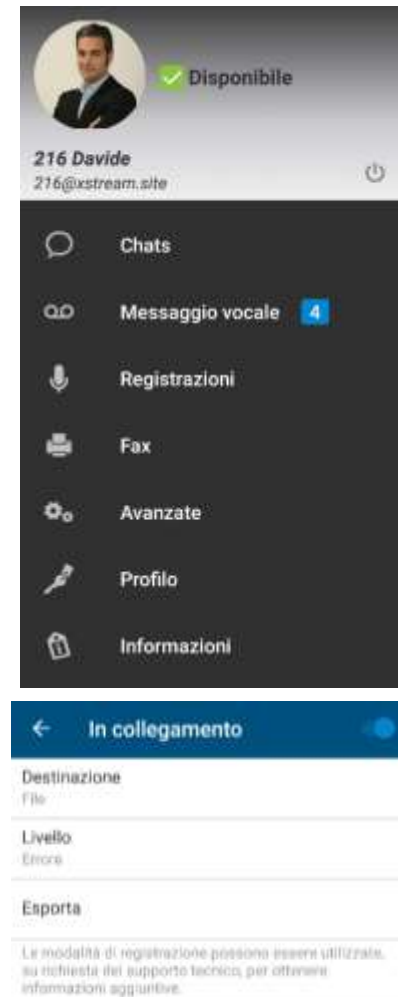 Disponibile
216 Davide
216@xstream.site
Chats
Messaggio vocale 4
Registrazioni
Fax
Avanzate
Profilo
Informazioni
In collegamento
Destinazione
File
Livello
Errore
Esporta
Le modalità di registrazione possono essere utilizzate,
su richiesta del supporto tecnico, per ottenere
informazioni aggiuntive.